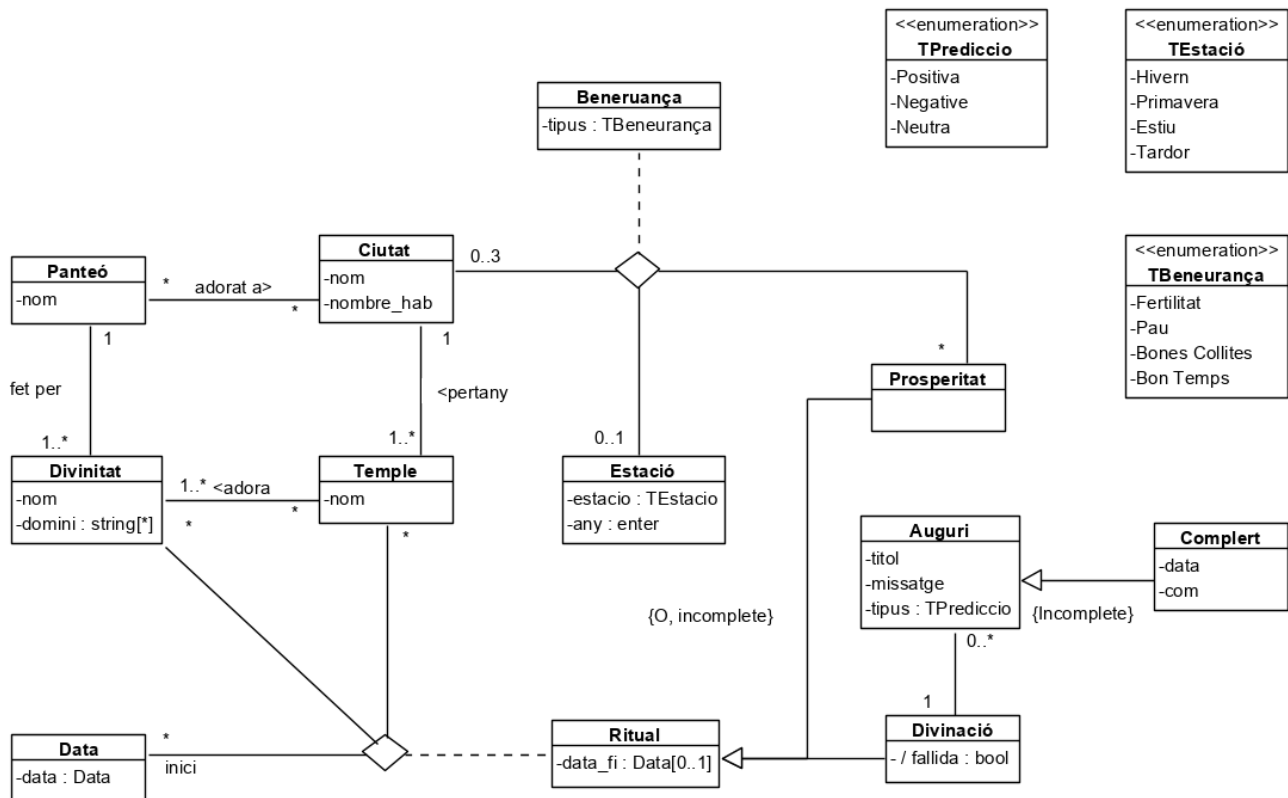 <<enumeration>>
TPrediccio
-Positiva
-Negative
-Neutra
<<enumeration>>
TEstació
-Hivern
-Primavera
-Estiu
-Tardor
Beneruança
-tipus : TBeneurança
<<enumeration>>
TBeneurança
-Fertilitat
-Pau
-Bones Collites
-Bon Temps
Panteó
-nom
*
adorat a>
*
Ciutat
-nom
-nombre_hab
0..3
*
Prosperitat
1
fet per
1..*
1
<pertany
1..*
0..1
Divinitat
-nom
-domini : string[*]
1..*
<adora
*
*
Temple
-nom
*
Estació
-estacio : TEstacio
-any : enter
Auguri
-titol
-missatge
-tipus : TPrediccio
Complert
-data
-com
{O, incomplete}
{Incomplete}
0..*
1
Data
-data : Data
*
inici
Ritual
-data_fi : Data[0..1]
Divinació
- / fallida : bool